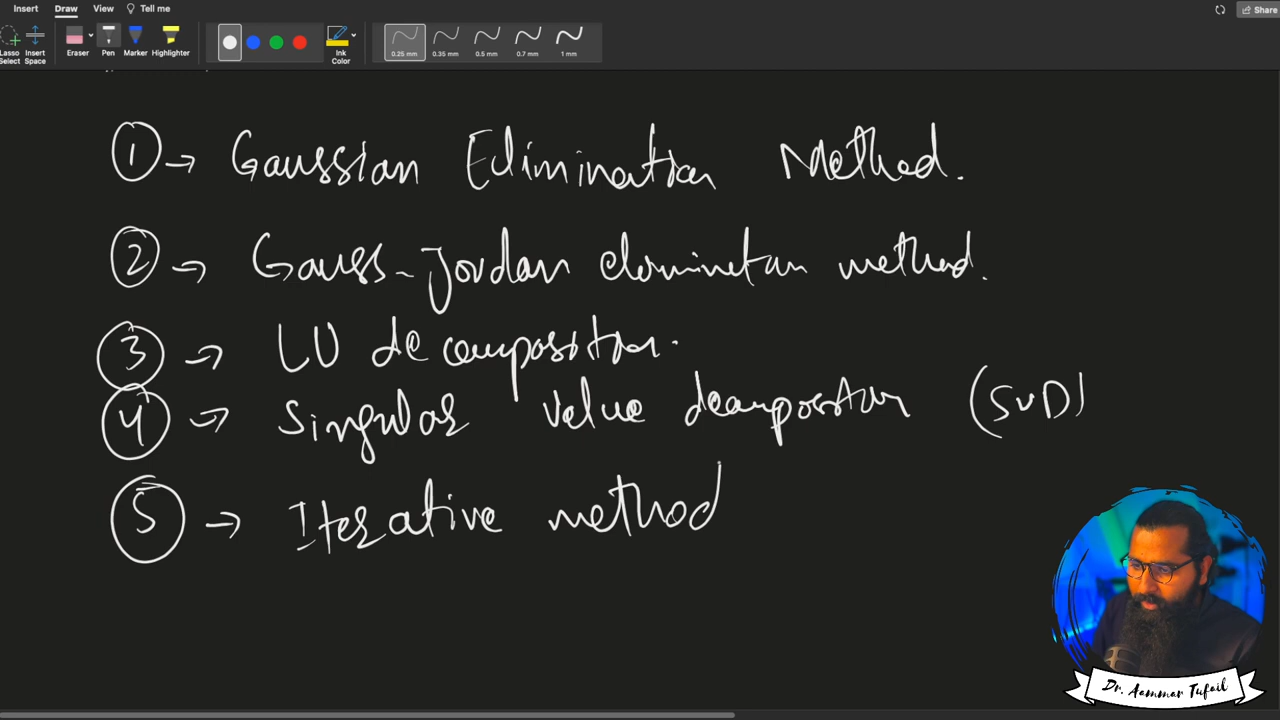 Insert Draw View Tell me Share
Lasso Select Insert Space Eraser Pen Marker Highlighter Ink Color 0.25 mm 0.35 mm 0.5 mm 0.7 mm 1 mm
① → Gaussian Elimination Method.
② → Gauss-Jordan elominetan method.
③ → LU decomposition.
④ → Singular Value decomposition (SVD)
⑤ → Iterative method
Dr. Aammar Tufail